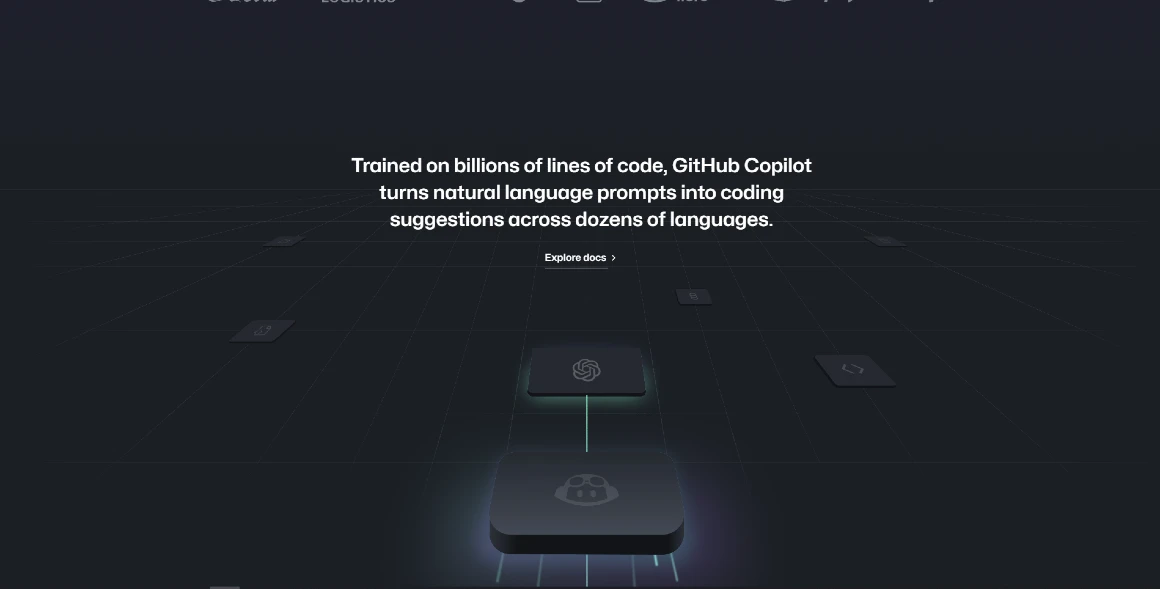 Trained on billions of lines of code, GitHub Copilot
turns natural language prompts into coding
suggestions across dozens of languages.
Explore docs